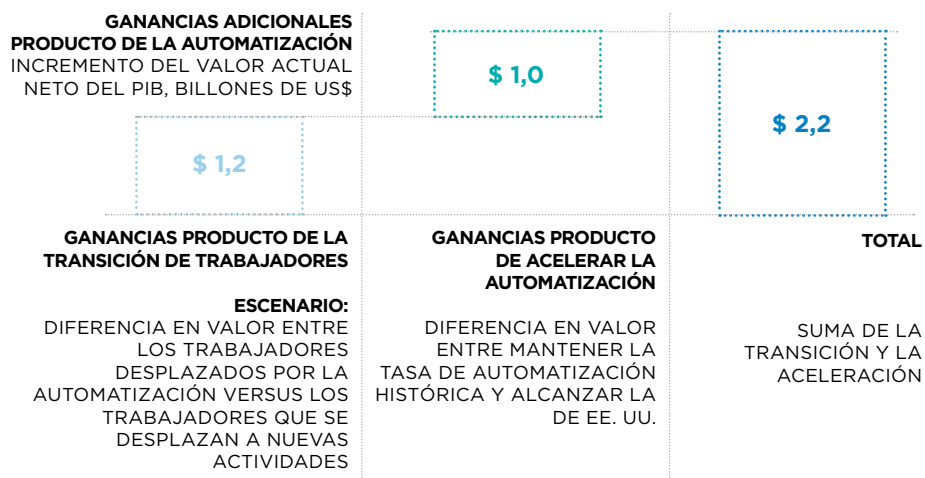 GANANCIAS ADICIONALES
PRODUCTO DE LA AUTOMATIZACIÓN
INCREMENTO DEL VALOR ACTUAL
NETO DEL PIB, BILLONES DE US$
$ 1,2
$ 1,0
$ 2,2
GANANCIAS PRODUCTO DE LA
TRANSICIÓN DE TRABAJADORES
ESCENARIO:
DIFERENCIA EN VALOR ENTRE
LOS TRABAJADORES
DESPLAZADOS POR LA
AUTOMATIZACIÓN VERSUS LOS
TRABAJADORES QUE SE
DESPLAZAN A NUEVAS
ACTIVIDADES
GANANCIAS PRODUCTO
DE ACELERAR LA
AUTOMATIZACIÓN
DIFERENCIA EN VALOR
ENTRE MANTENER LA
TASA DE AUTOMATIZACIÓN
HISTÓRICA Y ALCANZAR LA
DE EE. UU.
TOTAL
SUMA DE LA
TRANSICIÓN Y LA
ACELERACIÓN